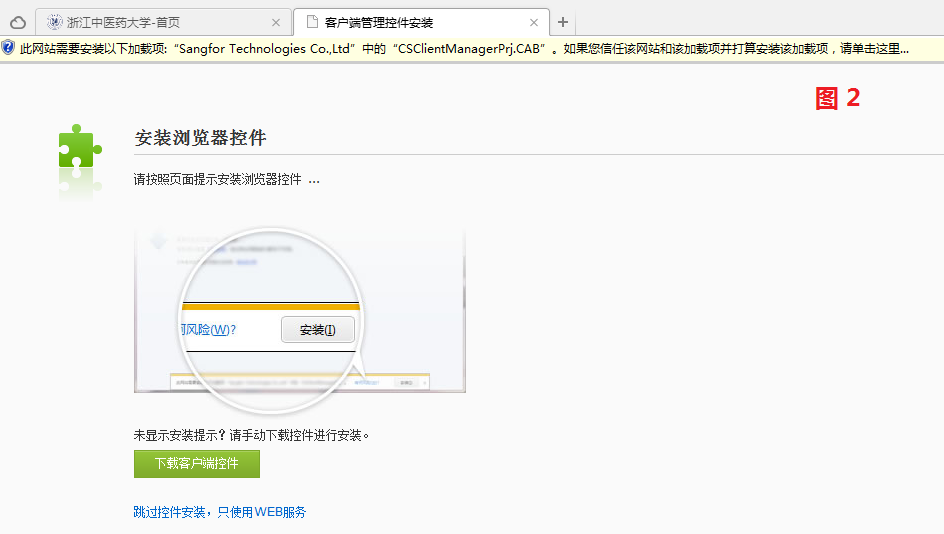 浙江中医药大学-首页
客户端管理控件安装
此网站需要安装以下加载项:“Sangfor Technologies Co.,Ltd”中的“CSClientManagerPrj.CAB”。如果您信任该网站和该加载项并打算安装该加载项，请单击这里...
图 2
安装浏览器控件
请按照页面提示安装浏览器控件 ...
风险(W)?
安装(I)
未显示安装提示？请手动下载控件进行安装。
下载客户端控件
跳过控件安装，只使用WEB服务